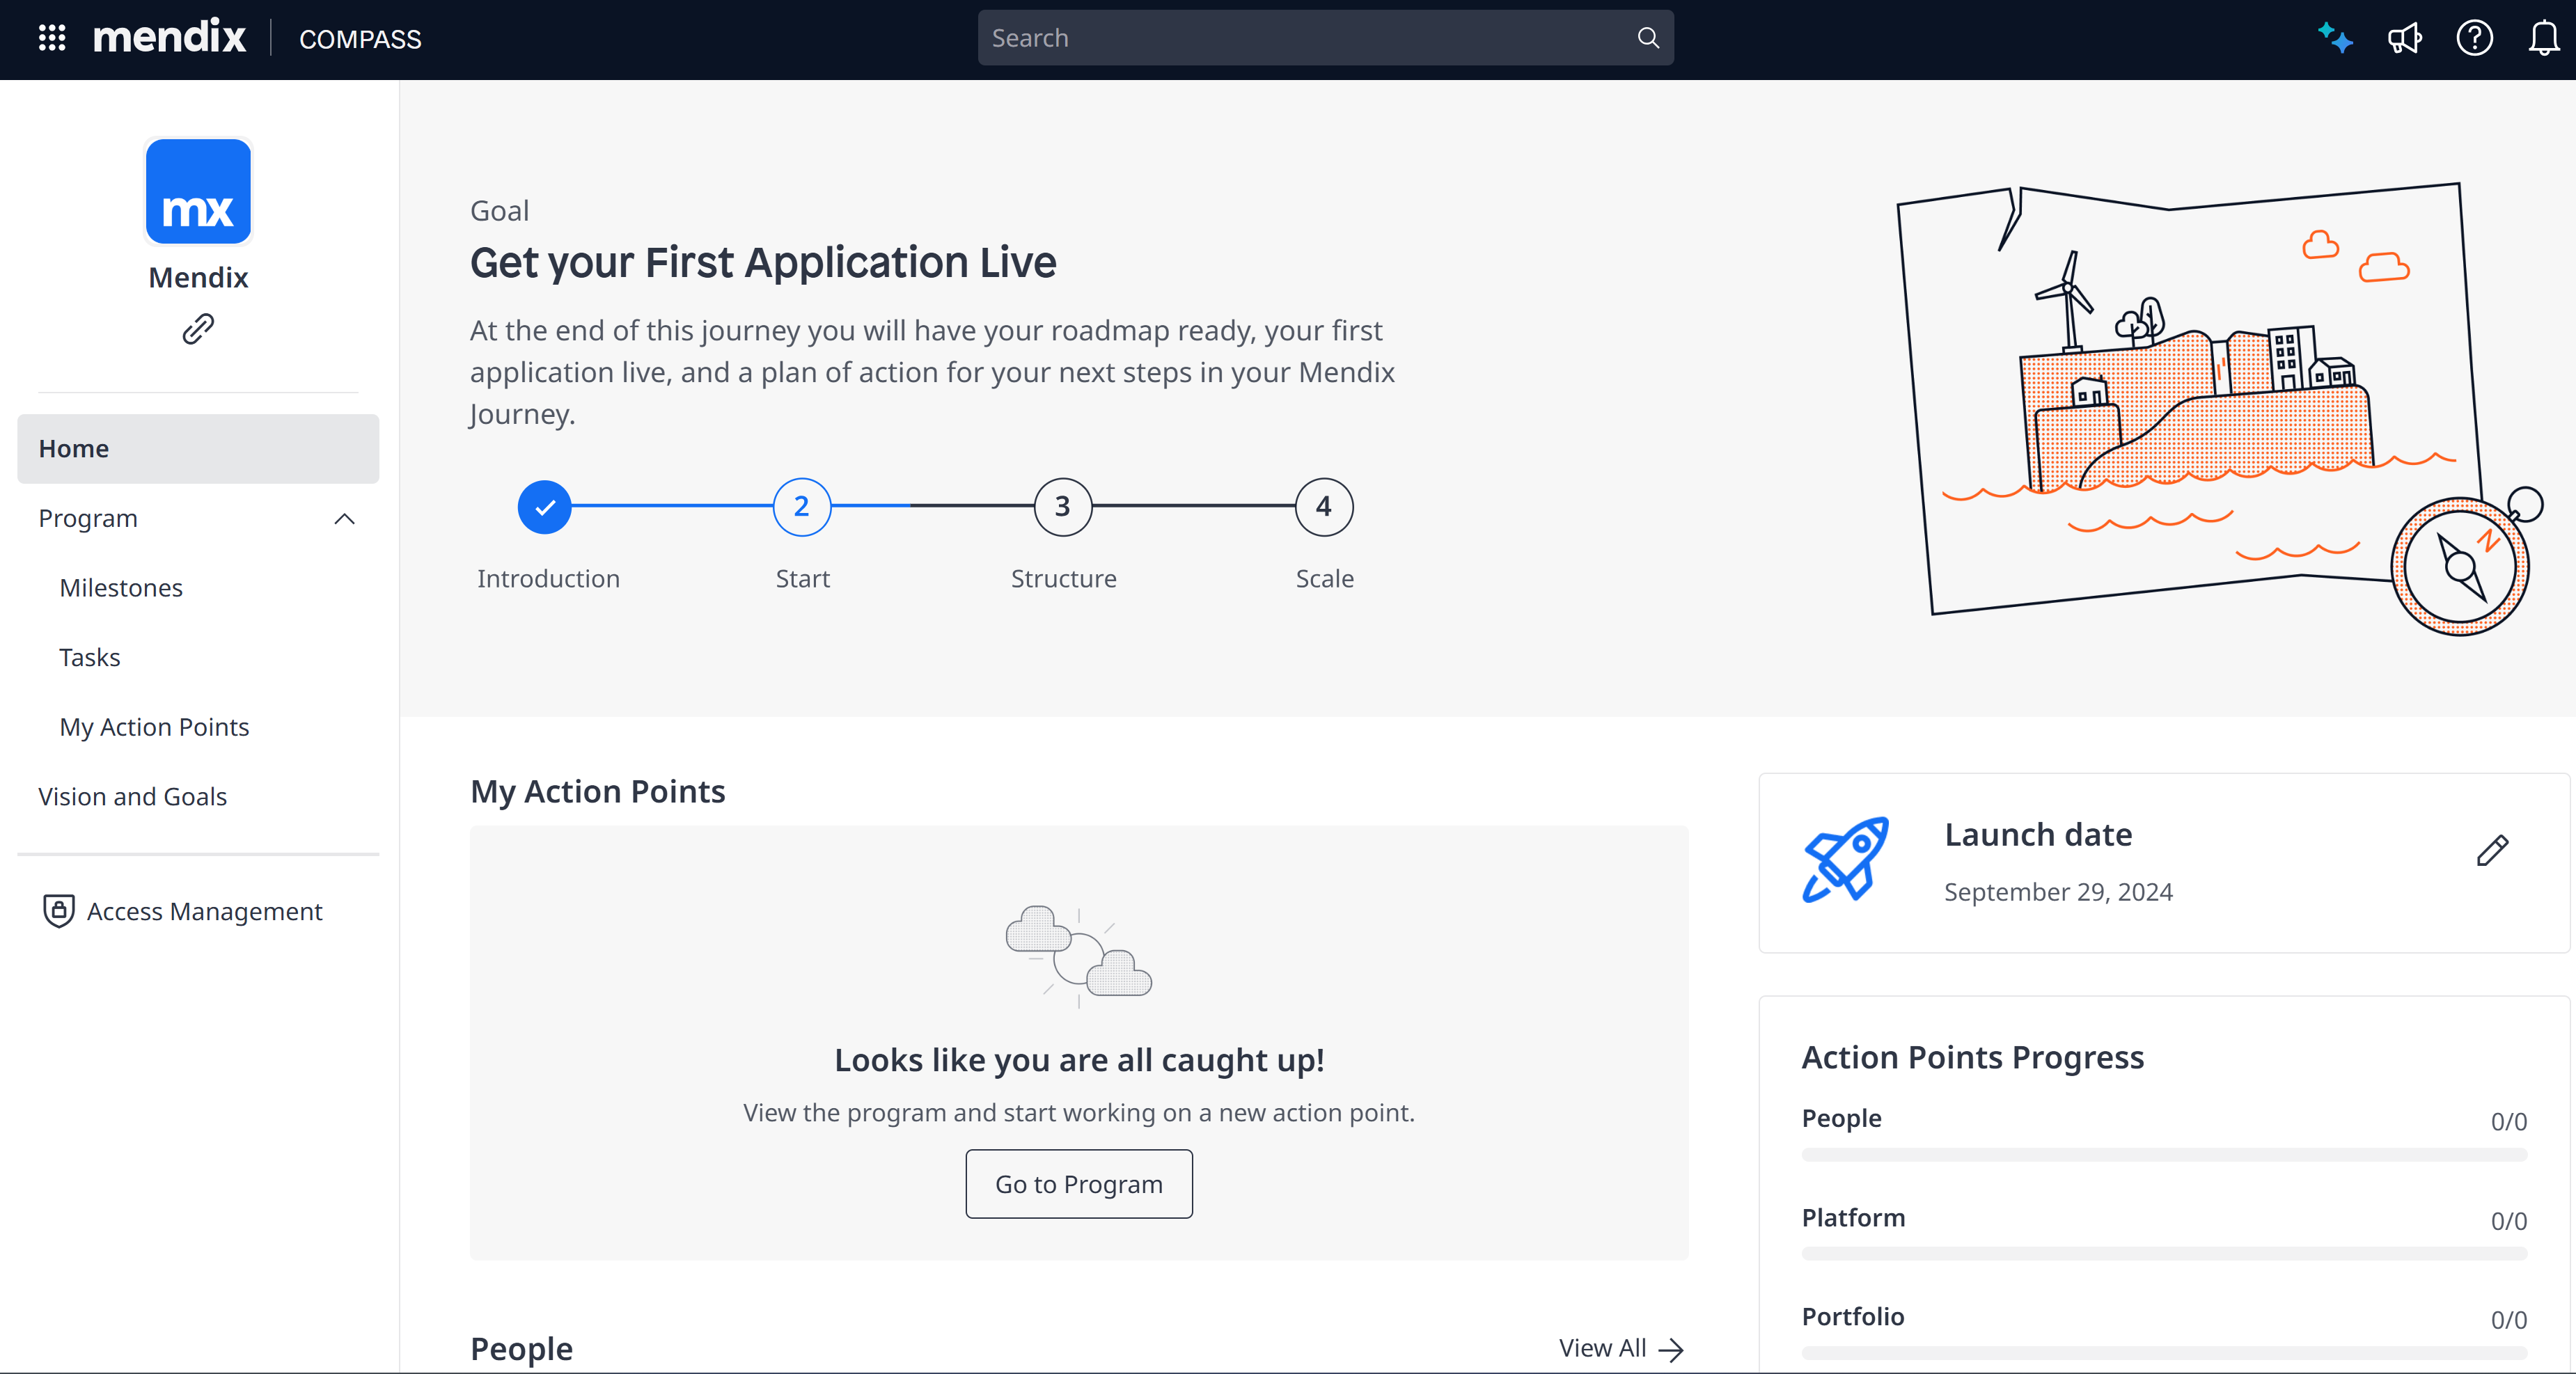 mendix
COMPASS
Search
mx
Mendix
Home
Program
Milestones
Tasks
My Action Points
Vision and Goals
Access Management
Goal
Get your First Application Live
At the end of this journey you will have your roadmap ready, your first
application live, and a plan of action for your next steps in your Mendix
Journey.
2
3
4
Introduction
Start
Structure
Scale
N
My Action Points
Looks like you are all caught up!
View the program and start working on a new action point.
Go to Program
People
View All
Launch date
September 29, 2024
Action Points Progress
People
0/0
Platform
0/0
Portfolio
0/0